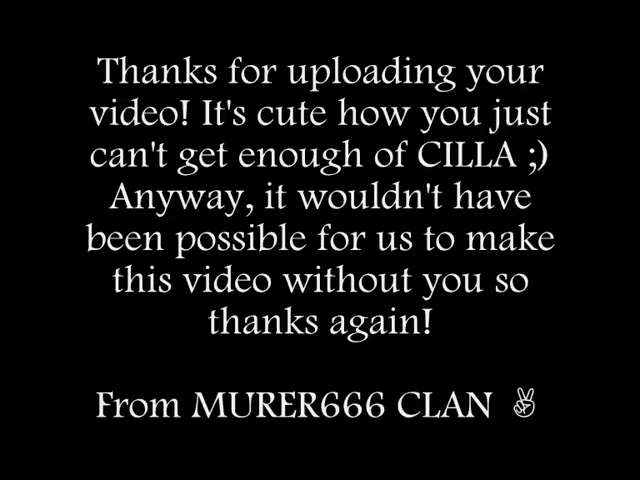 Thanks for uploading your
video! It's cute how you just
can't get enough of CILLA ;)
Anyway, it wouldn't have
been possible for us to make
this video without you so
thanks again!
From MURER666 CLAN ✌